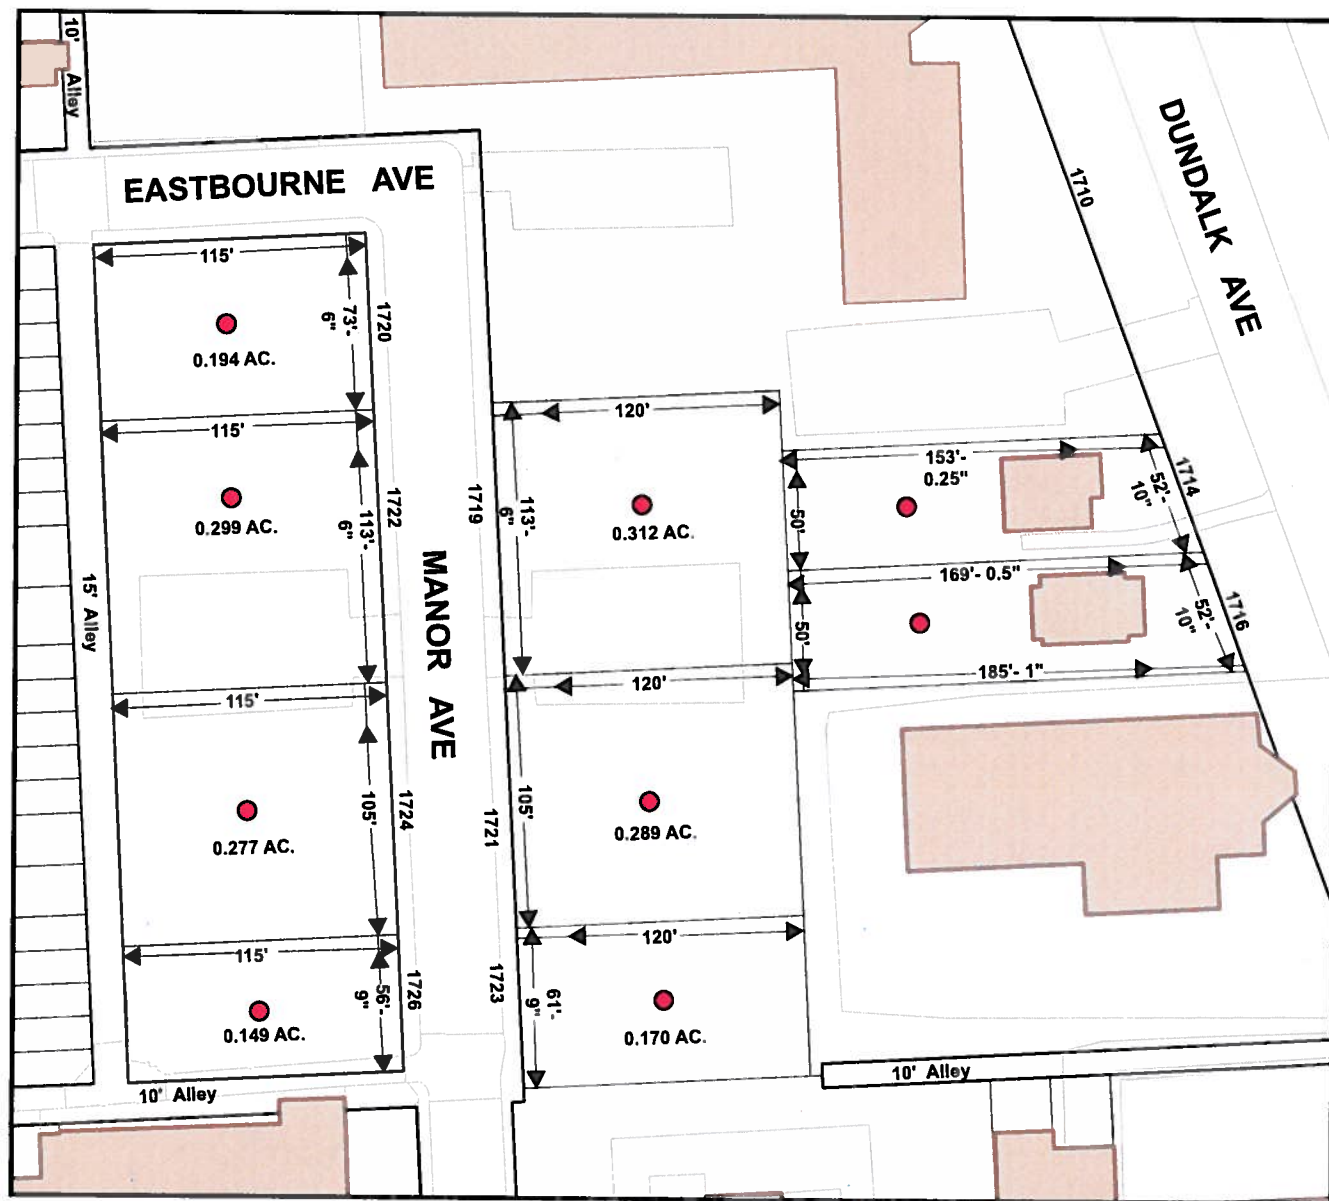 10' Alley
EASTBOURNE AVE
DUNDALK AVE
1710
115'
73'-
6"
1720
0.194 AC.
115'
113'-
6"
1722
0.299 AC.
15' Alley
115'
105'
1724
0.277 AC.
115'
56'-
9"
1726
0.149 AC.
10' Alley
MANOR AVE
1719
120'
113'-
6"
0.312 AC.
1721
120'
105'
0.289 AC.
1723
120'
61'-
9"
0.170 AC.
153'-
0.25"
50'
52'-
10"
1714
169'- 0.5"
50'
52'-
10"
1716
185'- 1"
10' Alley